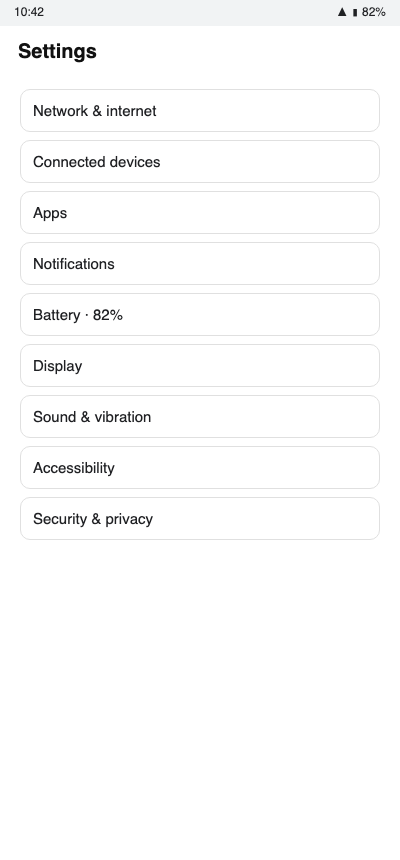 10:42 82%
Settings
Network & internet
Connected devices
Apps
Notifications
Battery · 82%
Display
Sound & vibration
Accessibility
Security & privacy